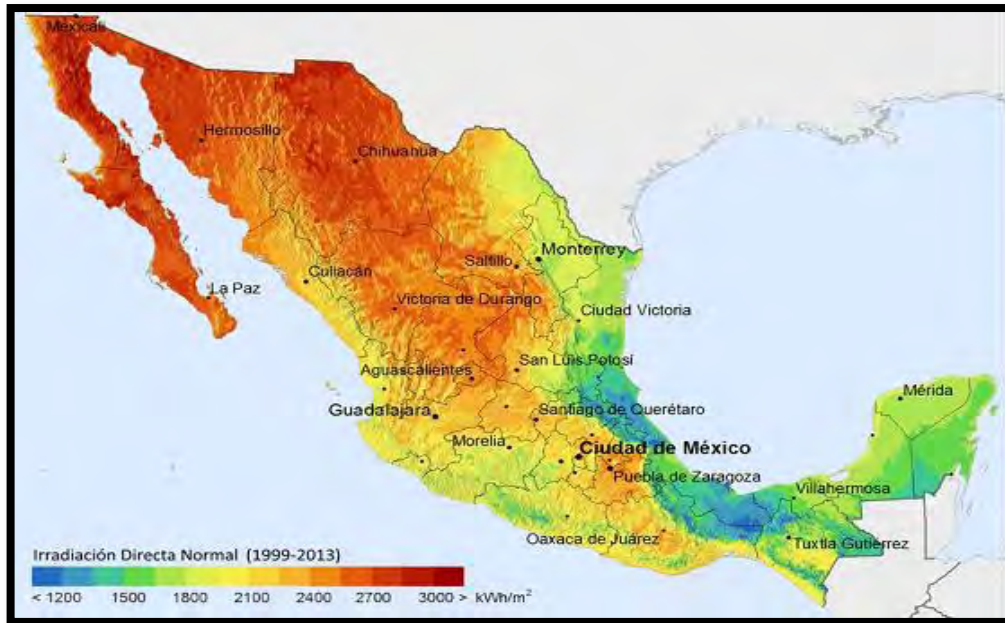 Mexicas
Hermosillo
Chihuahua
Monterrey
Saltillo
Culiacán
La Paz
Victoria de Durango
Ciudad Victoria
San Luis Potosí
Aguascalientes
Mérida
Guadalajara
Santiago de Querétaro
Morelia
Ciudad de México
Puebla de Zaragoza
Villahermosa
Oaxaca de Juárez
Tuxtla Gutiérrez
Irradiación Directa Normal (1999-2013)
< 1200 1500 1800 2100 2400 2700 3000 > kWh/m²